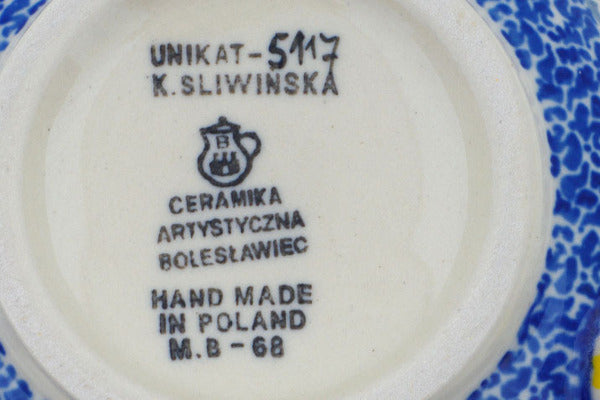 UNIKAT-5117
K.SLIWINSKA
B
CERAMIKA
ARTYSTYCZNA
BOLESŁAWIEC
HAND MADE
IN POLAND
M.B-68